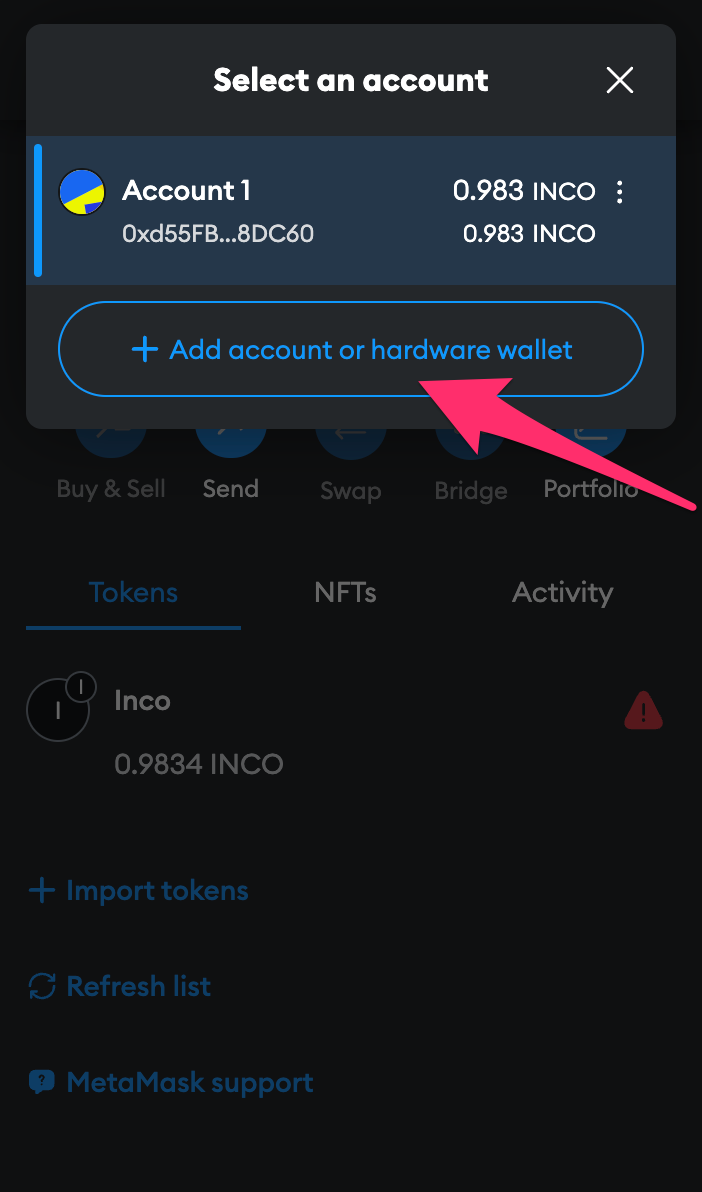 Select an account
Account 1
0.983 INCO
0xd55FB...8DC60
0.983 INCO
+ Add account or hardware wallet
Buy & Sell
Send
Swap
Bridge
Portfolio
Tokens
NFTs
Activity
I
I
Inco
!
0.9834 INCO
+ Import tokens
Refresh list
? MetaMask support